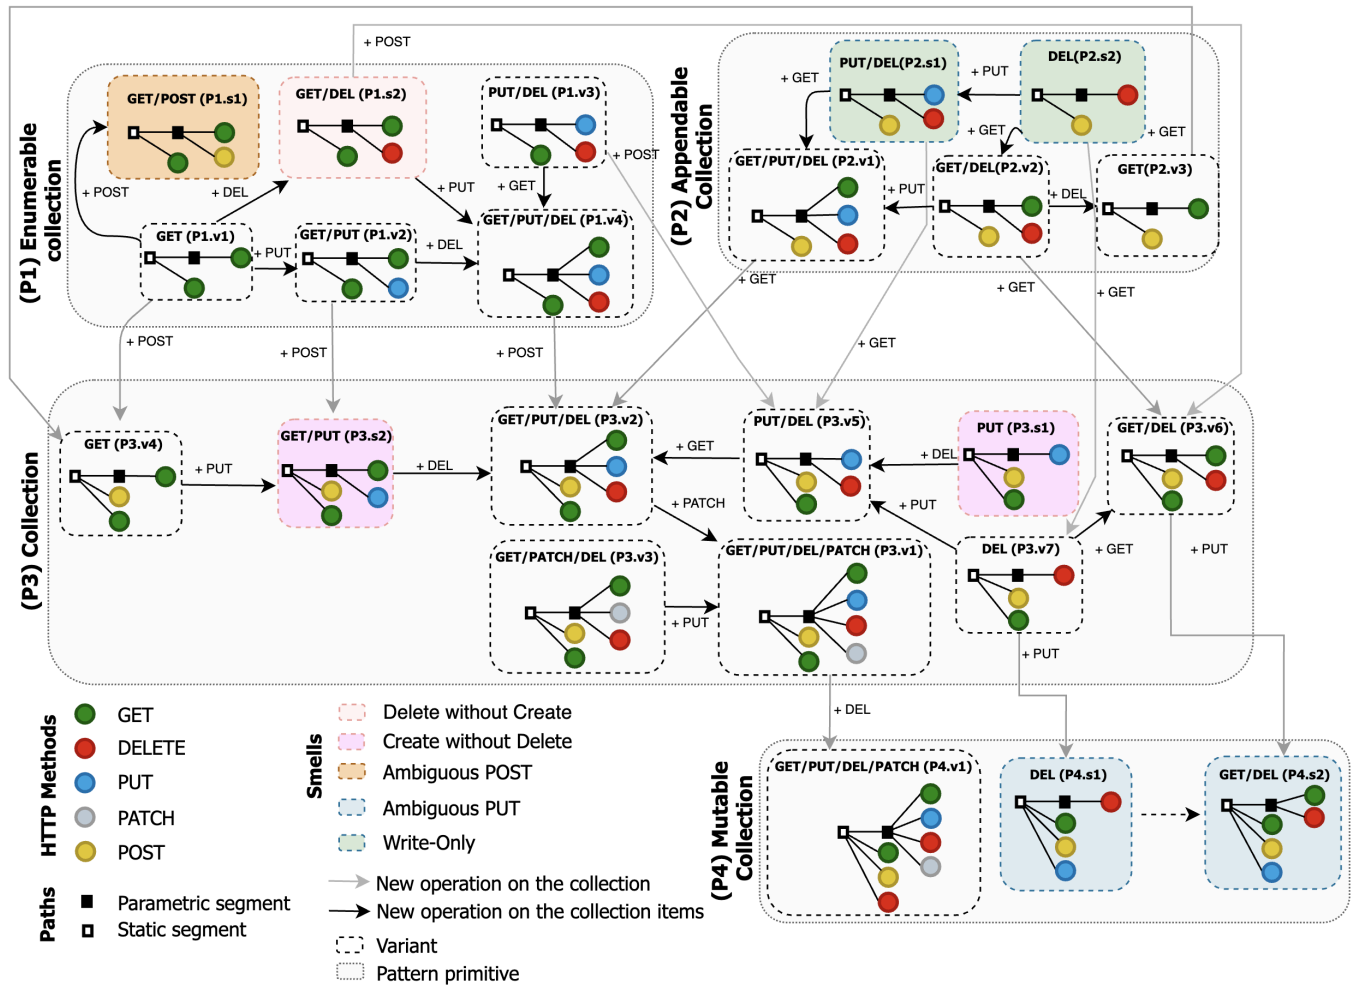 + POST
GET/POST (P1.s1)
GET/DEL (P1.s2)
PUT/DEL (P1.v3)
+ POST
+ POST
+ DEL
+ PUT
+ GET
GET (P1.v1)
GET/PUT (P1.v2)
GET/PUT/DEL (P1.v4)
+ PUT
+ DEL
(P1) Enumerable
collection
PUT/DEL(P2.s1)
DEL(P2.s2)
+ GET
+ PUT
+ GET
+ GET
GET/PUT/DEL (P2.v1)
GET/DEL(P2.v2)
GET(P2.v3)
+ PUT
+ DEL
(P2) Appendable
Collection
+ GET
+ GET
+ GET
+ POST
+ POST
+ POST
+ GET
GET (P3.v4)
GET/PUT (P3.s2)
GET/PUT/DEL (P3.v2)
PUT/DEL (P3.v5)
PUT (P3.s1)
GET/DEL (P3.v6)
+ PUT
+ DEL
+ GET
+ DEL
+ PATCH
+ PUT
GET/PATCH/DEL (P3.v3)
GET/PUT/DEL/PATCH (P3.v1)
DEL (P3.v7)
+ GET
+ PUT
+ PUT
(P3) Collection
+ PUT
+ DEL
GET/PUT/DEL/PATCH (P4.v1)
DEL (P4.s1)
GET/DEL (P4.s2)
(P4) Mutable
Collection
HTTP Methods
GET
DELETE
PUT
PATCH
POST
Paths
Parametric segment
Static segment
Smells
Delete without Create
Create without Delete
Ambiguous POST
Ambiguous PUT
Write-Only
New operation on the collection
New operation on the collection items
Variant
Pattern primitive